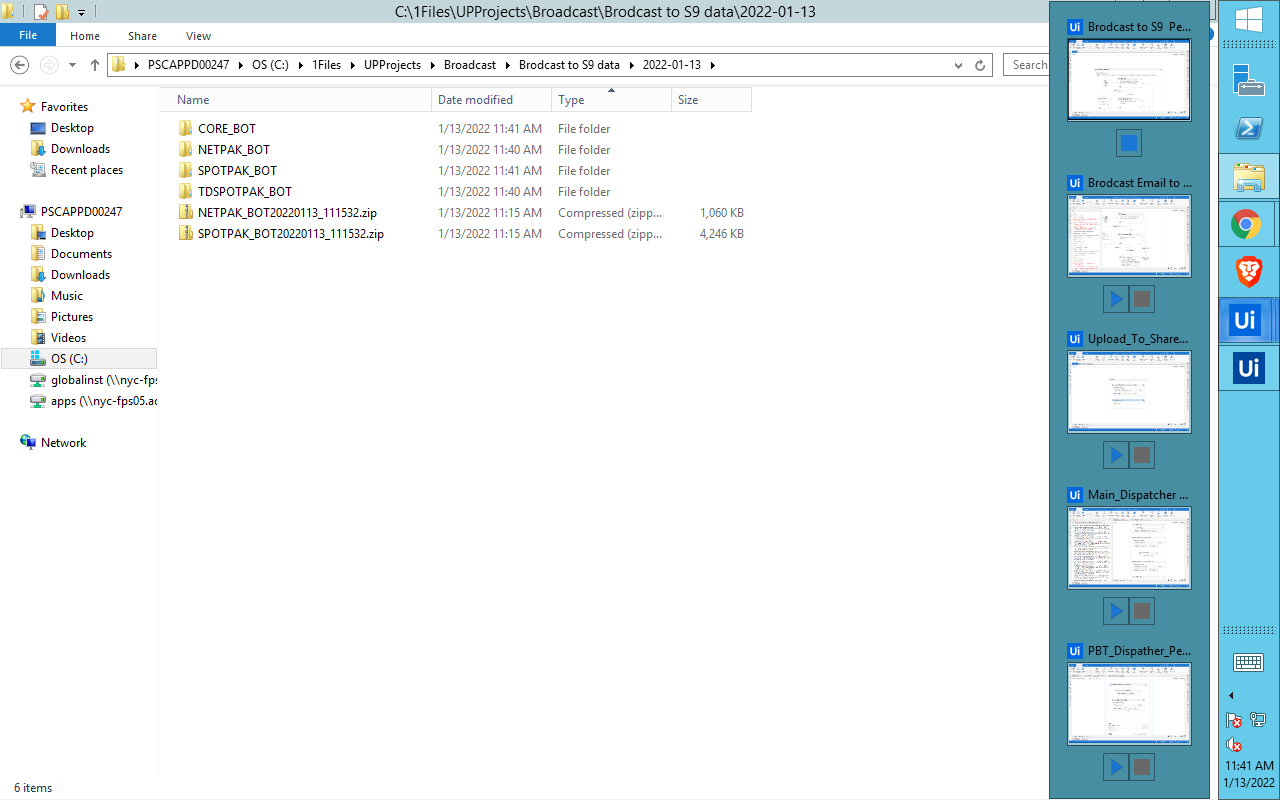 C:\1Files\UPProjects\Broadcast\Brodcast to S9 data\2022-01-13
File Home Share View
PSCAPPD00247 OS (C:) 1Files UPProjects Broadcast Brodcast to S9 data 2022-01-13 Search
Name Date modified Type Size
CORE_BOT 1/13/2022 11:41 AM File folder
NETPAK_BOT 1/13/2022 11:40 AM File folder
SPOTPAK_BOT 1/13/2022 11:41 AM File folder
TDSPOTPAK_BOT 1/13/2022 11:40 AM File folder
NETPAK_BOT20220113_111532.zip 1/13/2022 11:15 AM Compressed (zipp... 1,060 KB
SPOTPAK_BOT20220113_111532.zip 1/13/2022 11:15 AM Compressed (zipp... 4,246 KB
Favorites
Desktop
Downloads
Recent places
PSCAPPD00247
Desktop
Documents
Downloads
Music
Pictures
Videos
OS (C:)
globalinst (\\nyc-fps
apps (\\nyc-fps05.ad
Network
6 items
Ui Brodcast to S9 Pe...
Ui Brodcast Email to ...
Ui Upload_To_Share...
Ui Main_Dispatcher ...
Ui PBT_Dispather_Pe...
Ui
Ui
11:41 AM
1/13/2022